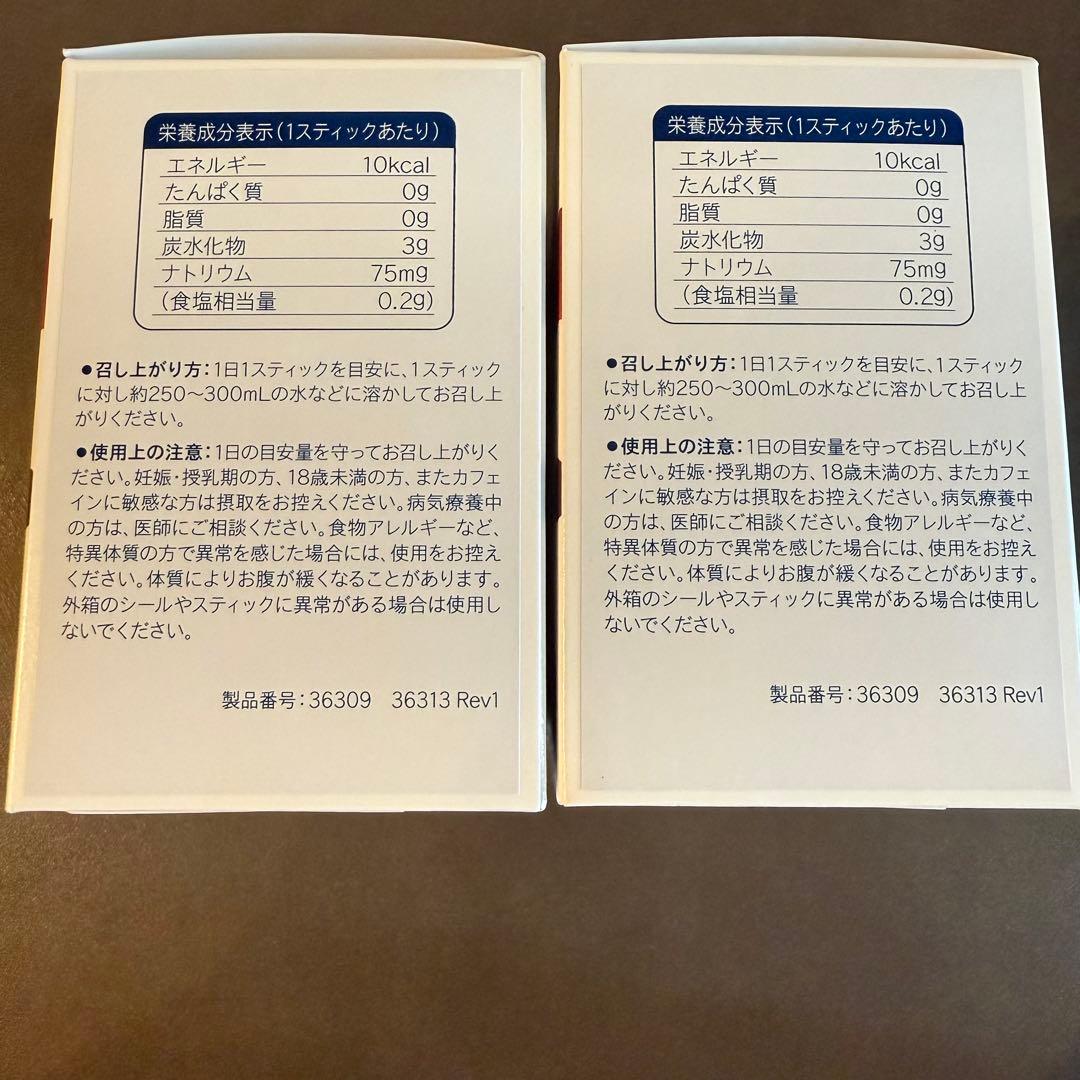 栄養成分表示(1スティックあたり)
エネルギー 10kcal
たんぱく質 0g
脂質 0g
炭水化物 3g
ナトリウム 75mg
(食塩相当量 0.2g)
●召し上がり方:1日1スティックを目安に、1スティック
に対し約250〜300mLの水などに溶かしてお召し上
がりください。
●使用上の注意:1日の目安量を守ってお召し上がりく
ださい。妊娠・授乳期の方、18歳未満の方、またカフェ
インに敏感な方は摂取をお控えください。病気療養中
の方は、医師にご相談ください。食物アレルギーなど、
特異体質の方で異常を感じた場合には、使用をお控え
ください。体質によりお腹が緩くなることがあります。
外箱のシールやスティックに異常がある場合は使用し
ないでください。
製品番号:36309 36313 Rev1
栄養成分表示(1スティックあたり)
エネルギー 10kcal
たんぱく質 0g
脂質 0g
炭水化物 3g
ナトリウム 75mg
(食塩相当量 0.2g)
●召し上がり方:1日1スティックを目安に、1スティック
に対し約250〜300mLの水などに溶かしてお召し上
がりください。
●使用上の注意:1日の目安量を守ってお召し上がりく
ださい。妊娠・授乳期の方、18歳未満の方、またカフェ
インに敏感な方は摂取をお控えください。病気療養中
の方は、医師にご相談ください。食物アレルギーなど、
特異体質の方で異常を感じた場合には、使用をお控え
ください。体質によりお腹が緩くなることがあります。
外箱のシールやスティックに異常がある場合は使用し
ないでください。
製品番号:36309 36313 Rev1